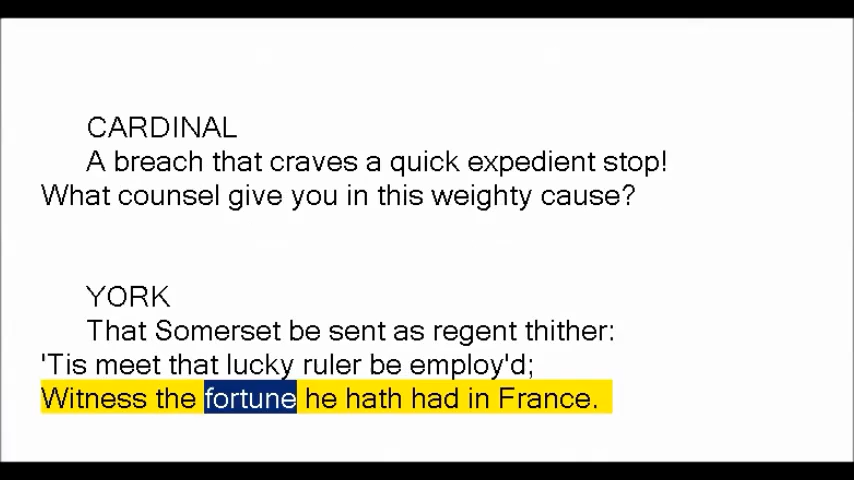 CARDINAL
A breach that craves a quick expedient stop!
What counsel give you in this weighty cause?
YORK
That Somerset be sent as regent thither:
'Tis meet that lucky ruler be employ'd;
Witness the fortune he hath had in France.